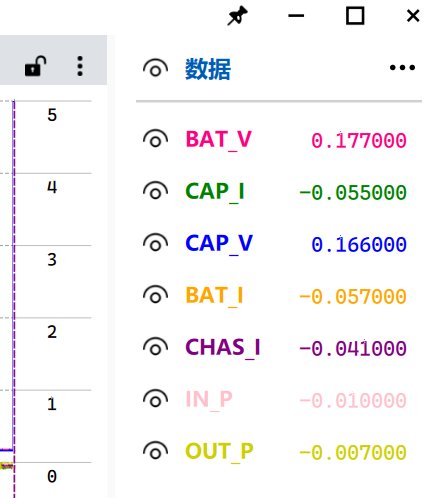 数据
5
4
3
2
1
0
BAT_V 0.177000
CAP_I -0.055000
CAP_V 0.166000
BAT_I -0.057000
CHAS_I -0.041000
IN_P -0.010000
OUT_P -0.007000